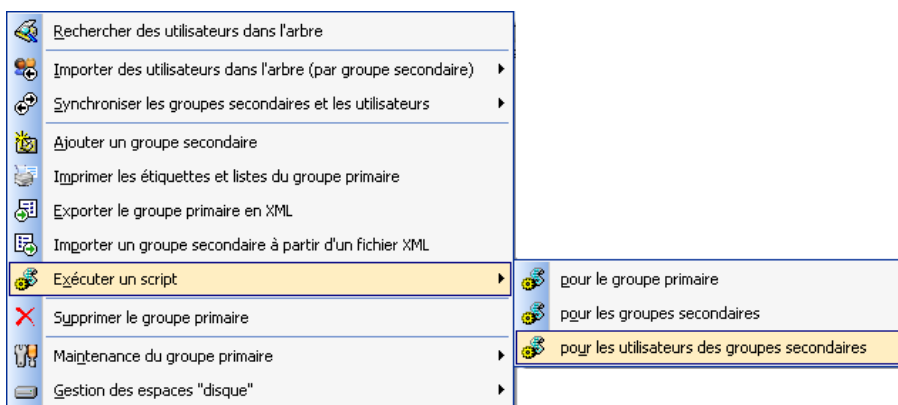 Rechercher des utilisateurs dans l'arbre
Importer des utilisateurs dans l'arbre (par groupe secondaire)
Synchroniser les groupes secondaires et les utilisateurs
Ajouter un groupe secondaire
Imprimer les étiquettes et listes du groupe primaire
Exporter le groupe primaire en XML
Importer un groupe secondaire à partir d'un fichier XML
Exécuter un script
pour le groupe primaire
pour les groupes secondaires
pour les utilisateurs des groupes secondaires
Supprimer le groupe primaire
Maintenance du groupe primaire
Gestion des espaces "disque"